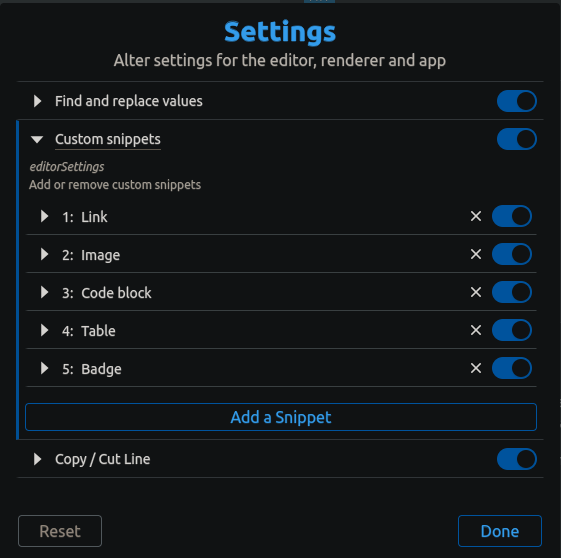 Settings
Alter settings for the editor, renderer and app
Find and replace values
Custom snippets
editorSettings
Add or remove custom snippets
1: Link
2: Image
3: Code block
4: Table
5: Badge
Add a Snippet
Copy / Cut Line
Reset
Done